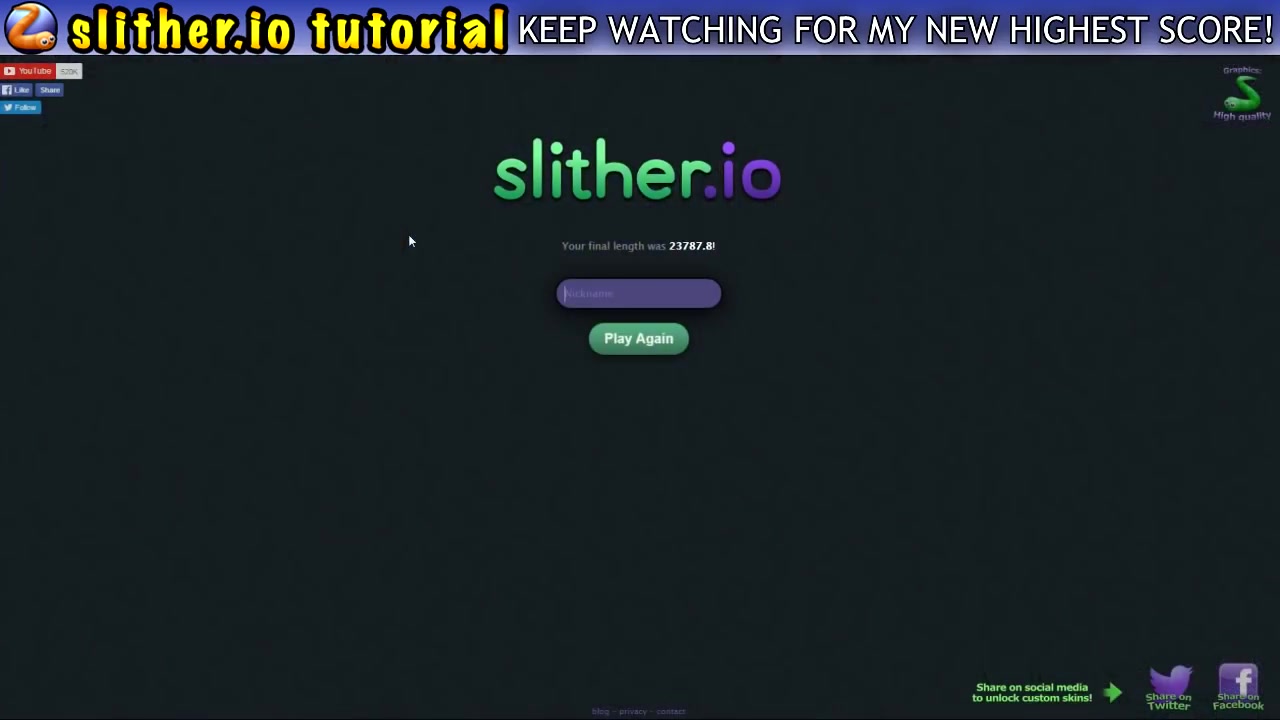 slither.io tutorial KEEP WATCHING FOR MY NEW HIGHEST SCORE!
YouTube 520K
Like Share
Follow
Graphics:
High quality
slither.io
Your final length was 23787.8!
Nickname
Play Again
Share on social media
to unlock custom skins!
Share on
Twitter
Share on
Facebook
blog - privacy - contact